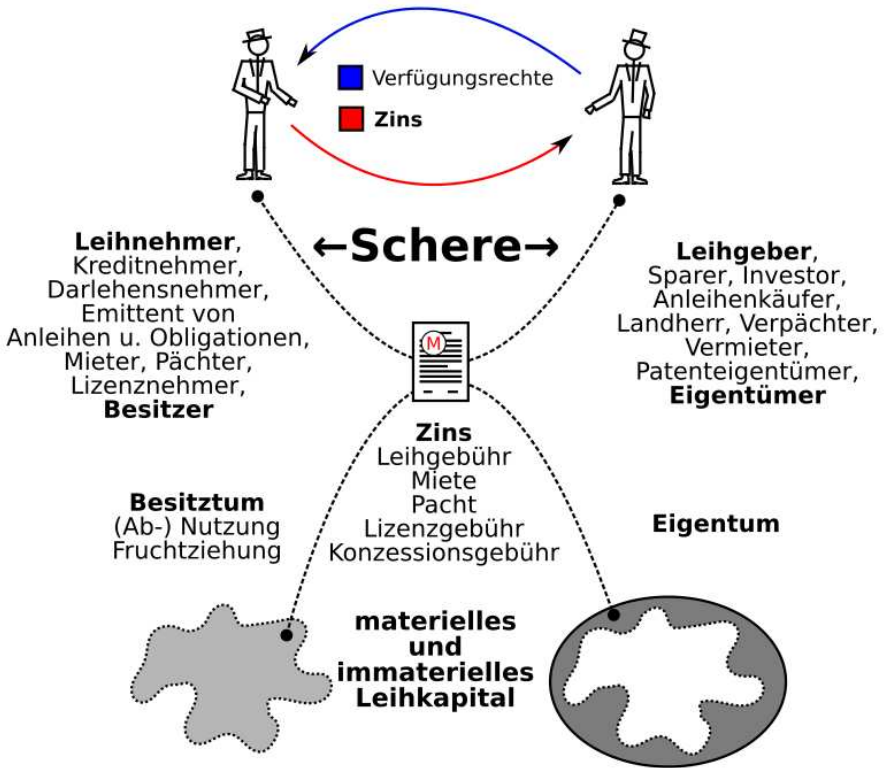 Verfügungsrechte
Zins
←Schere→
Leihnehmer,
Kreditnehmer,
Darlehensnehmer,
Emittent von
Anleihen u. Obligationen,
Mieter, Pächter,
Lizenznehmer,
Besitzer
Leihgeber,
Sparer, Investor,
Anleihenkäufer,
Landherr, Verpächter,
Vermieter,
Patenteigentümer,
Eigentümer
M
Zins
Leihgebühr
Miete
Pacht
Lizenzgebühr
Konzessionsgebühr
Besitztum
(Ab-) Nutzung
Fruchtziehung
Eigentum
materielles
und
immaterielles
Leihkapital